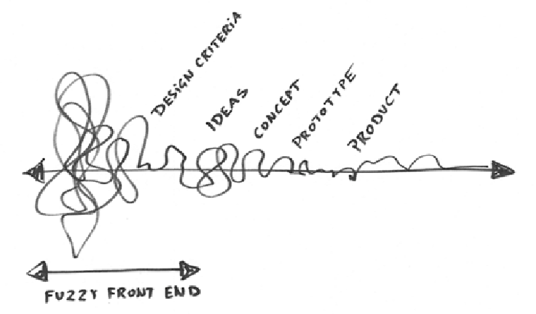 DESIGN CRITERIA
IDEAS
CONCEPT
PROTOTYPE
PRODUCT
FUZZY FRONT END